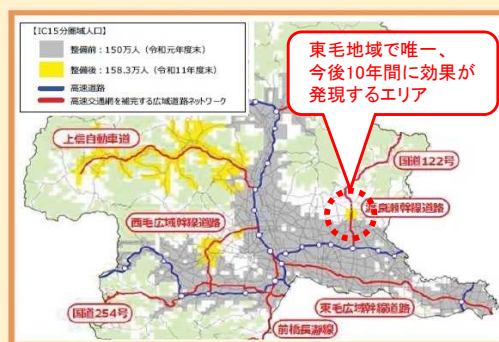 【IC15分圏域人口】
整備前：150万人（令和元年度末）
整備後：158.3万人（令和11年度末）
高速道路
高速交通網を補完する広域道路ネットワーク
東毛地域で唯一、
今後10年間に効果が
発現するエリア
上信自動車道
国道122号
渡良瀬幹線道路
西毛広域幹線道路
東毛広域幹線道路
国道254号
前橋長瀞線